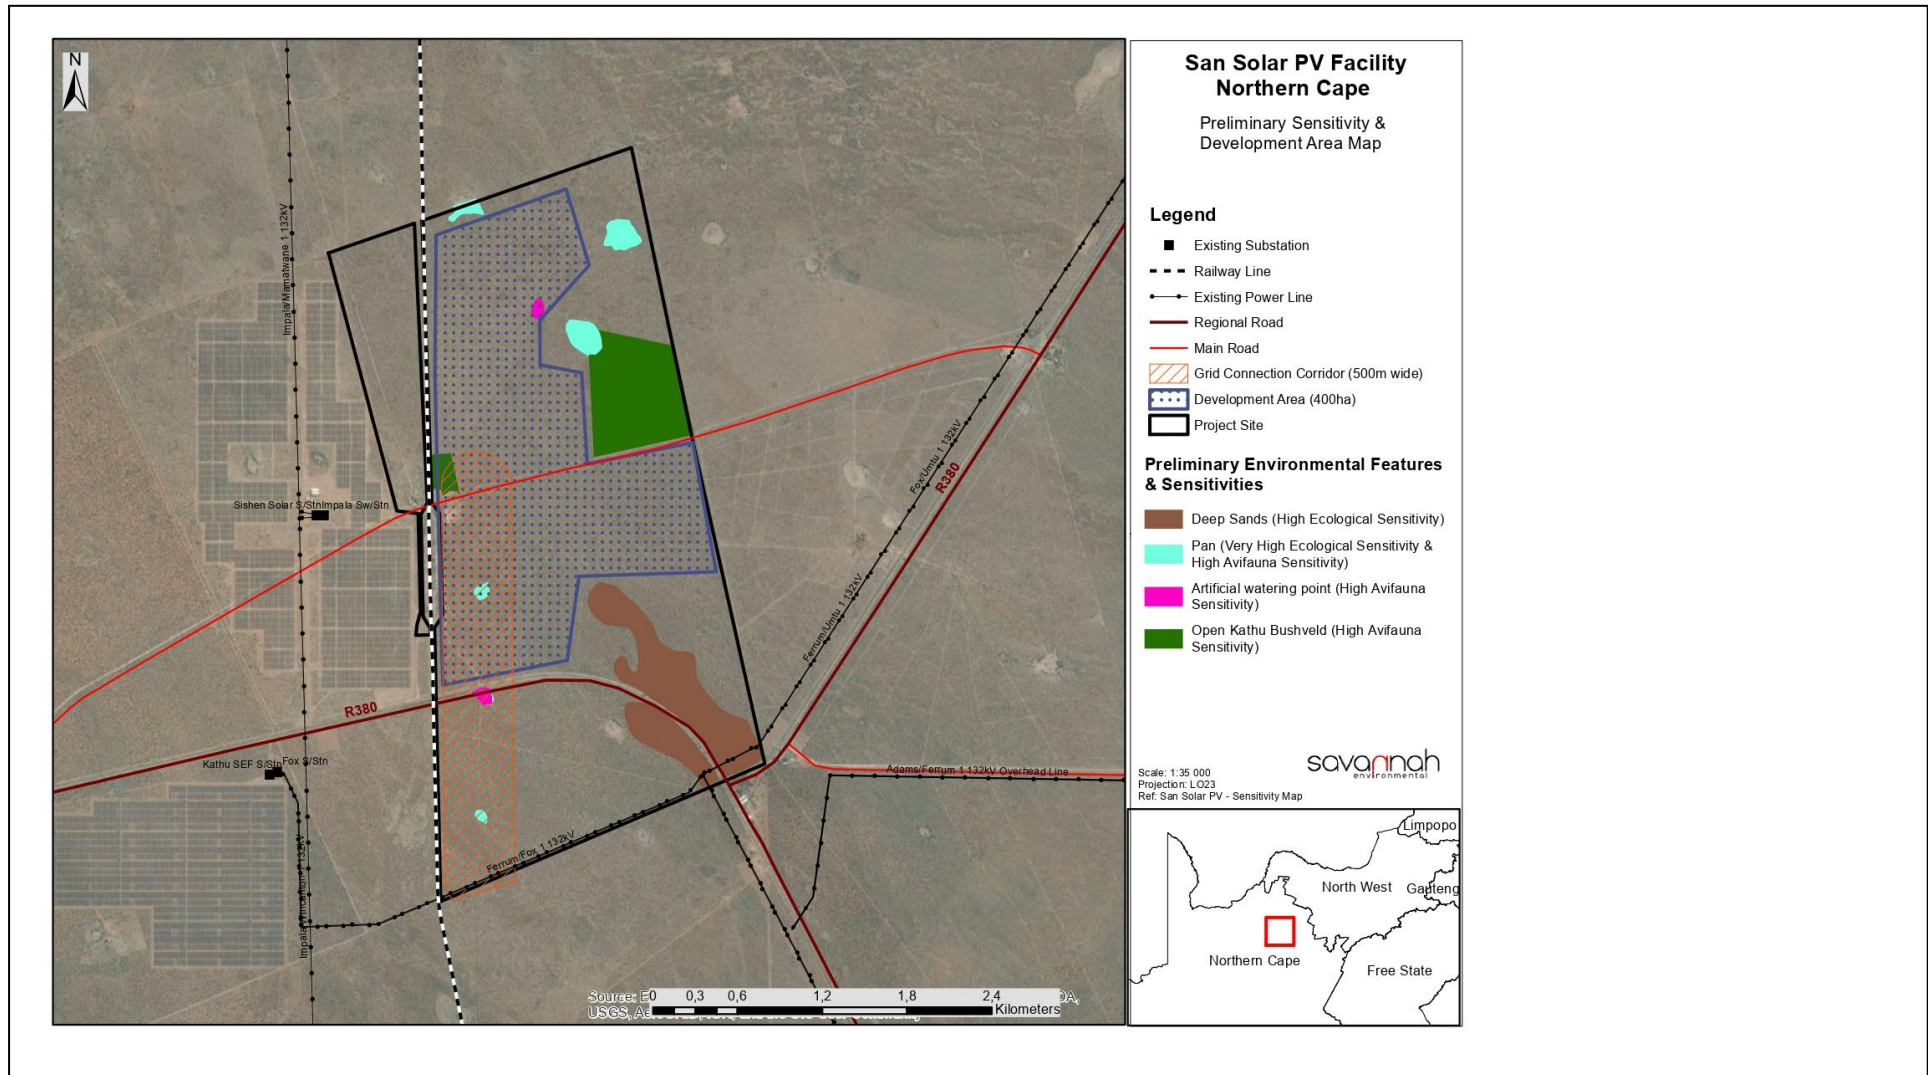 San Solar PV Facility
Northern Cape
Preliminary Sensitivity &
Development Area Map
Legend
Existing Substation
Railway Line
Existing Power Line
Regional Road
Main Road
Grid Connection Corridor (500m wide)
Development Area (400ha)
Project Site
Preliminary Environmental Features
& Sensitivities
Deep Sands (High Ecological Sensitivity)
Pan (Very High Ecological Sensitivity &
High Avifauna Sensitivity)
Artificial watering point (High Avifauna
Sensitivity)
Open Kathu Bushveld (High Avifauna
Sensitivity)
savannah
environmental
Scale: 1:35 000
Projection: LO23
Ref: San Solar PV - Sensitivity Map
Limpopo
North West
Gauteng
Northern Cape
Free State
N
Impala/Mamatwane 1 132kV
Sishen Solar S/Stn
Impala Sw/Stn
Fox/Umtu 1 132kV
R380
Ferrum/Umtu 1 132kV
R380
Kathu SEF S/Stn
Fox S/Stn
Adams/Ferrum 1 132kV Overhead Line
Ferrum/Fox 1 132kV
132kV
Source:
USGS,
0 0,3 0,6 1,2 1,8 2,4
Kilometers